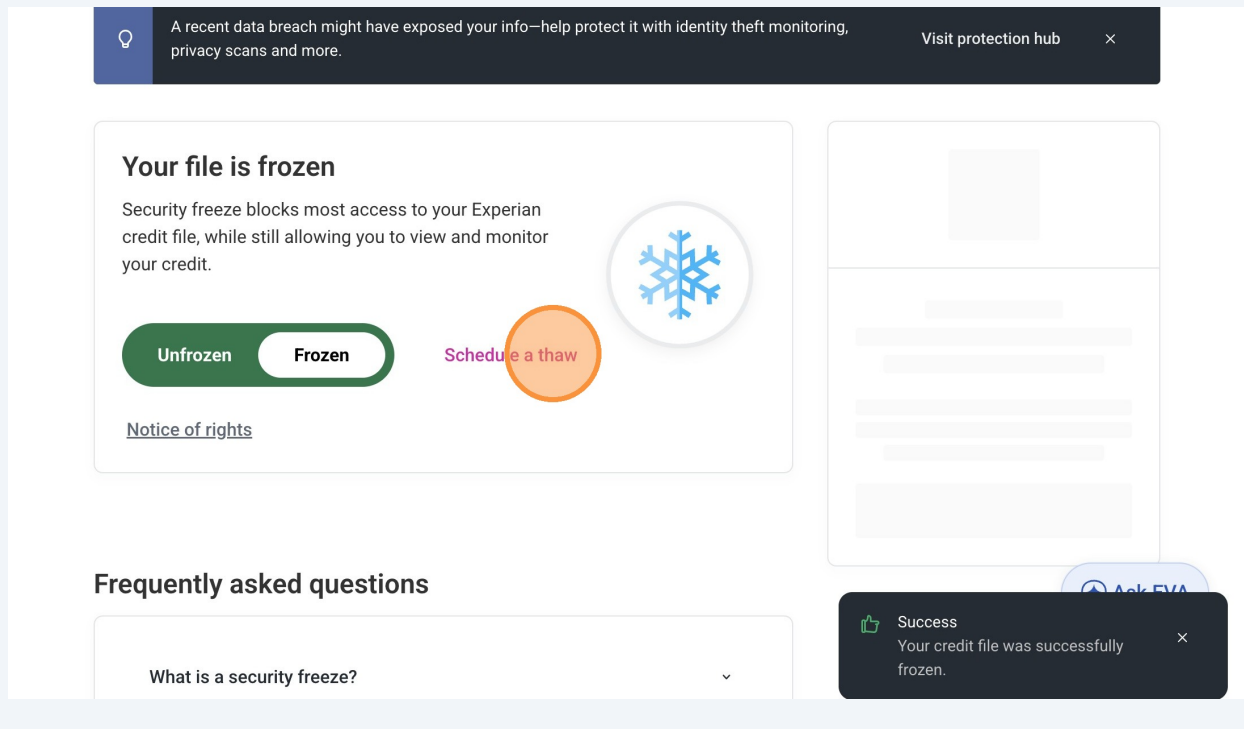 A recent data breach might have exposed your info—help protect it with identity theft monitoring,
privacy scans and more.
Visit protection hub
Your file is frozen
Security freeze blocks most access to your Experian
credit file, while still allowing you to view and monitor
your credit.
Unfrozen
Frozen
Schedule a thaw
Notice of rights
Frequently asked questions
What is a security freeze?
Ask EVA
Success
Your credit file was successfully
frozen.